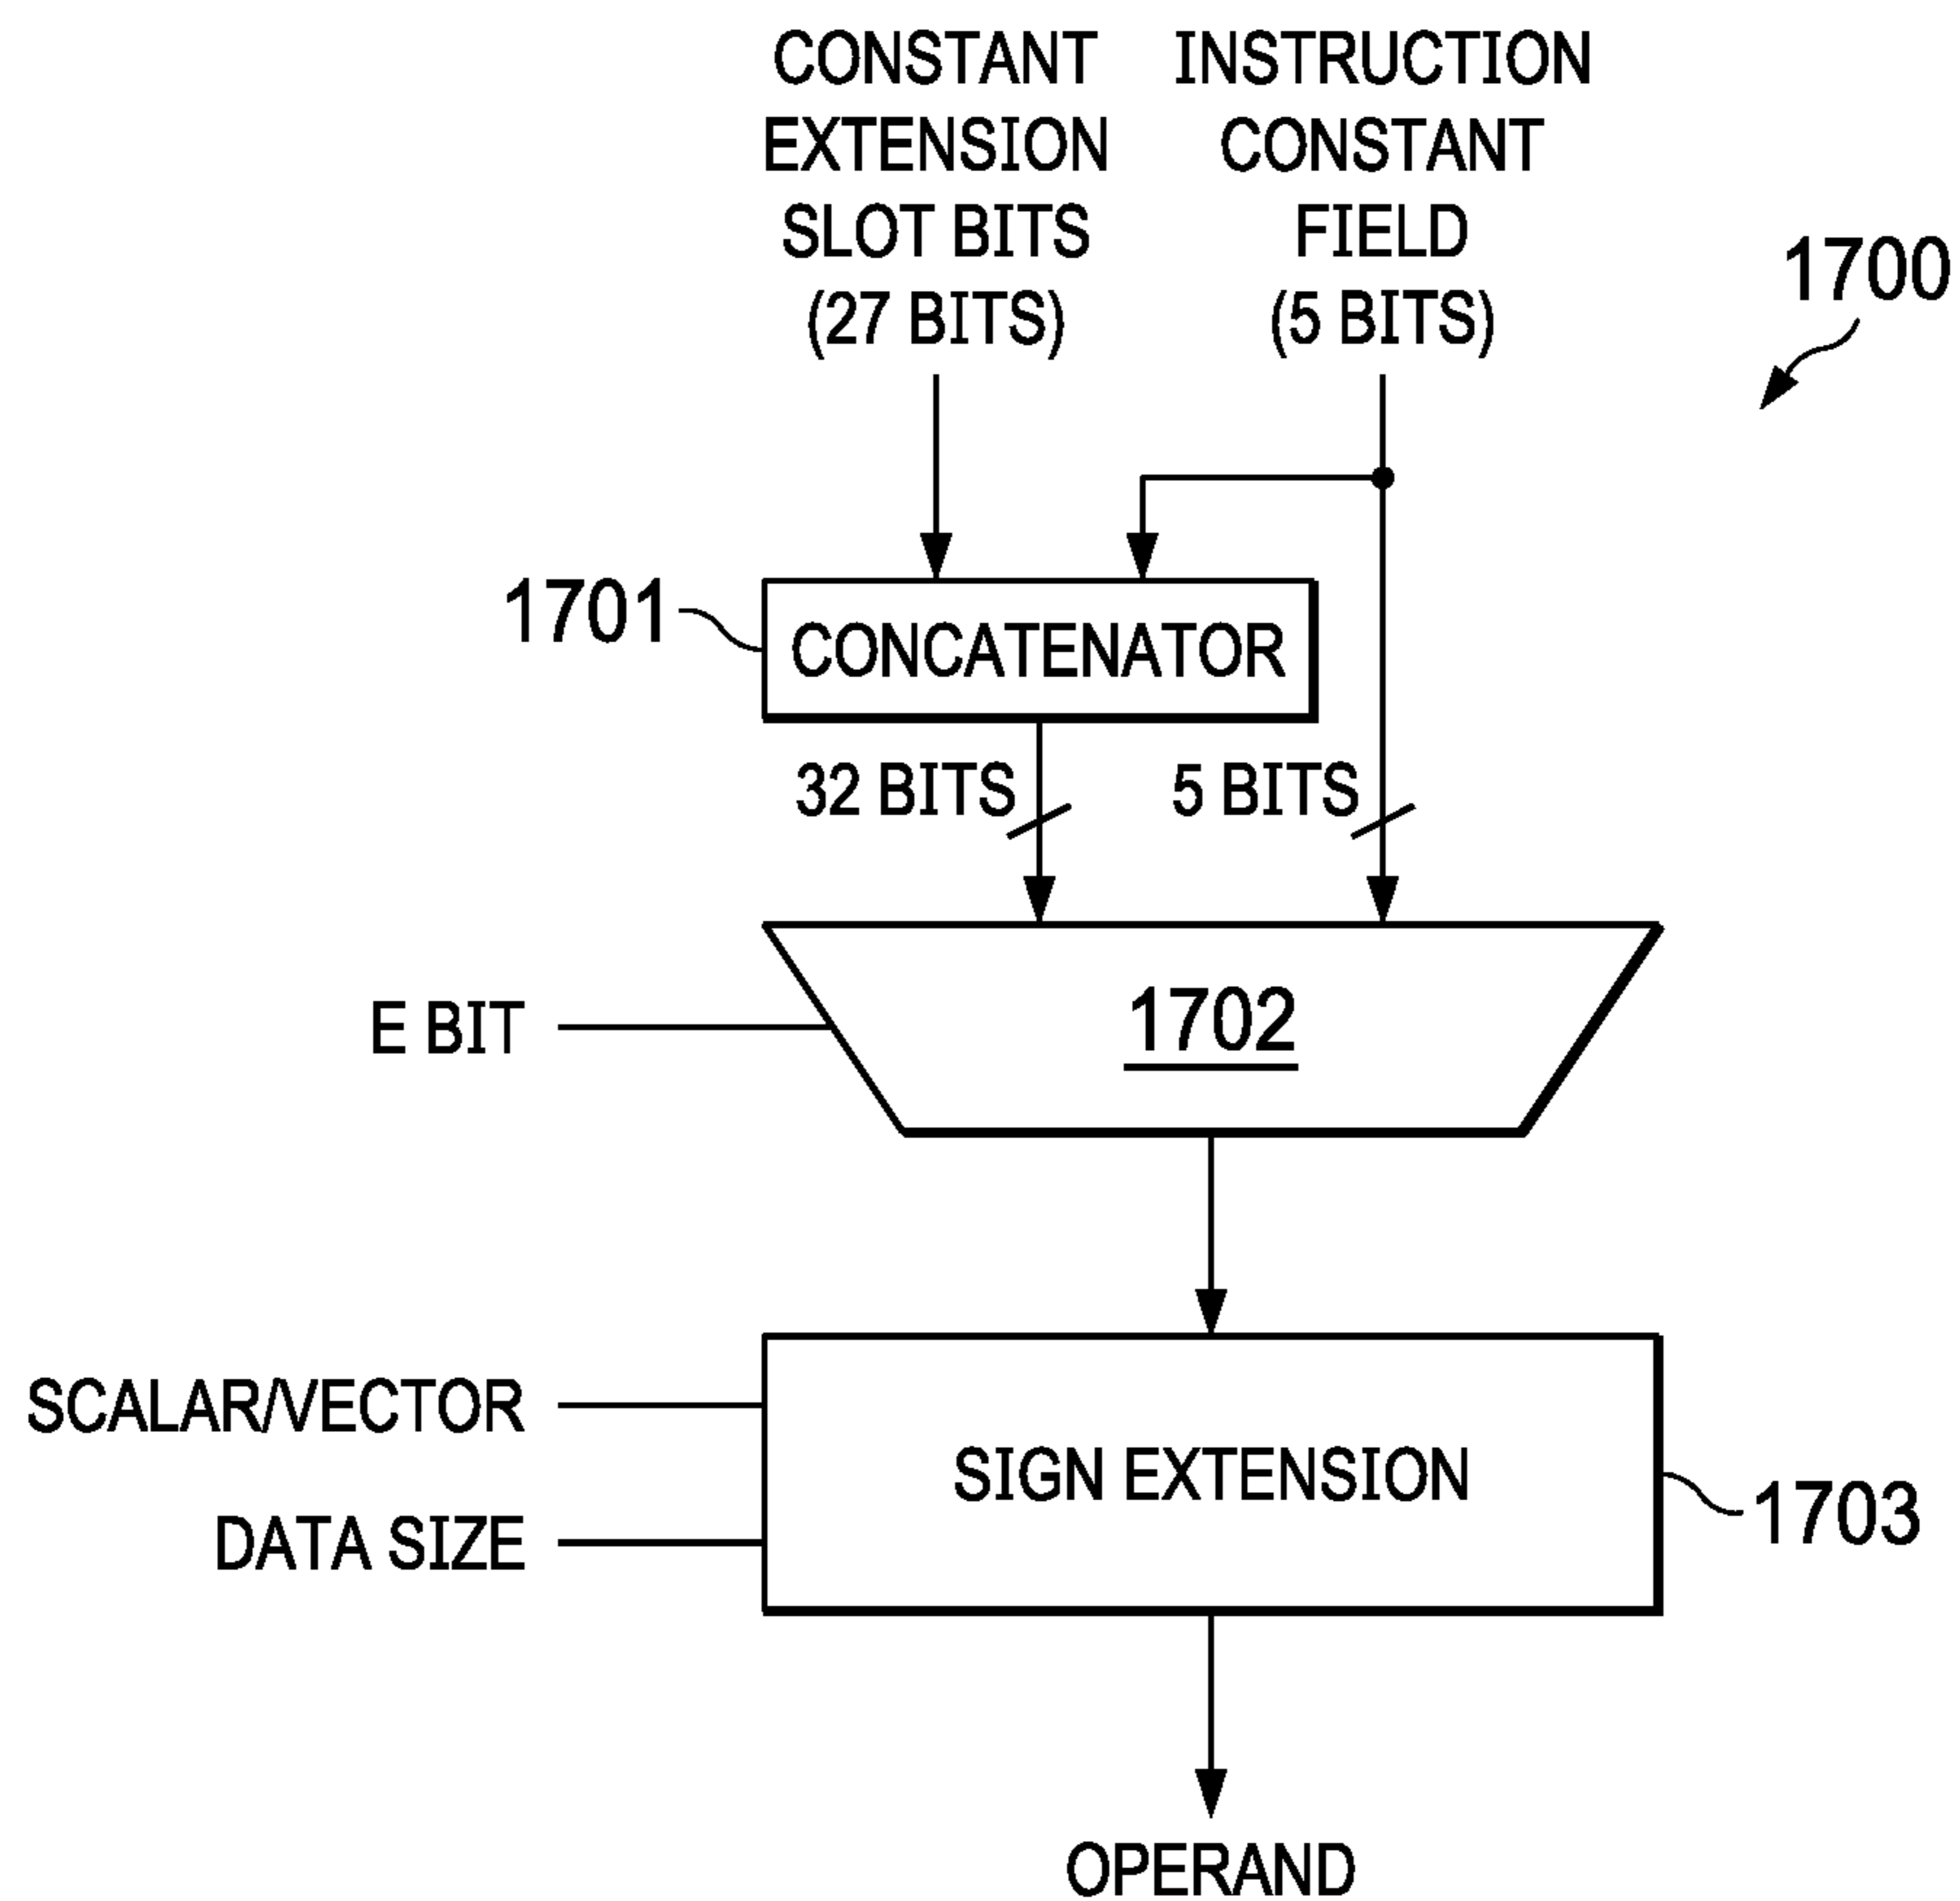 CONSTANT
EXTENSION
SLOT BITS
(27 BITS)
INSTRUCTION
CONSTANT
FIELD
(5 BITS)
1700
1701
CONCATENATOR
32 BITS
5 BITS
E BIT
1702
SCALAR/VECTOR
SIGN EXTENSION
DATA SIZE
1703
OPERAND